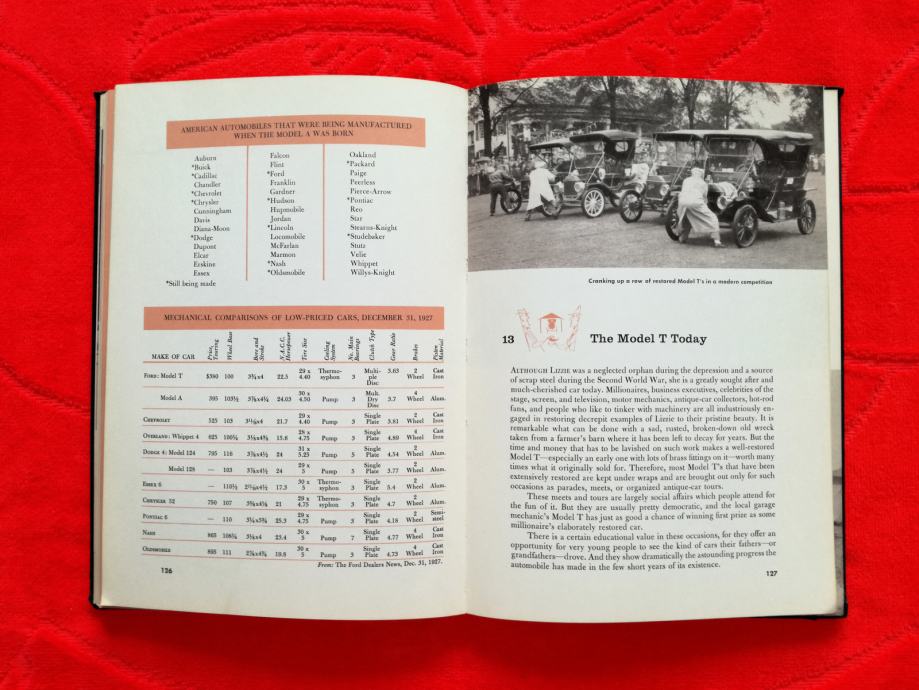 AMERICAN AUTOMOBILES THAT WERE BEING MANUFACTURED
WHEN THE MODEL A WAS BORN
Auburn
*Buick
*Cadillac
Chandler
*Chevrolet
*Chrysler
Cunningham
Davis
Diana-Moon
*Dodge
Dupont
Elcar
Erskine
Essex
*Still being made
Falcon
Flint
*Ford
Franklin
Gardner
*Hudson
Hupmobile
Jordan
*Lincoln
Locomobile
McFarlan
Marmon
*Nash
*Oldsmobile
Oakland
*Packard
Paige
Peerless
Pierce-Arrow
*Pontiac
Reo
Star
Stearns-Knight
*Studebaker
Stutz
Velie
Whippet
Willys-Knight
MECHANICAL COMPARISONS OF LOW-PRICED CARS, DECEMBER 31, 1927
MAKE OF CAR Price, Touring Wheel Base Bore and Stroke N.A.C.C. Horsepower Tire Size Cooling System No. Main Bearings Clutch Type Gear Ratio Brakes Piston Material
FORD: Model T $380 100 3¾x4 22.5 29 x 4.40 Thermo-syphon 3 Multi-ple Disc 3.63 2 Wheel Cast Iron
Model A 395 103½ 3⅞x4¼ 24.03 30 x 4.50 Pump 3 Mult. Dry Disc 3.7 4 Wheel Alum.
CHEVROLET 525 103 21.7 29 x 4.40 Pump 3 Single Plate 3.81 2 Wheel Cast Iron
OVERLAND: Whippet 4 625 15.6 28 x 4.75 Pump 3 Single Plate 4.89 4 Wheel Cast Iron
DODGE 4: Model 124 795 116 24 31 x 5.25 Pump 5 Single Plate 4.54 2 Wheel Alum.
Model 128 — 103 24 29 x 5 Pump 5 Single Plate 3.77 2 Wheel Alum.
ESSEX 6 — 17.3 30 x 5 Thermo-syphon 3 Single Plate 5.4 2 Wheel Alum.
CHRYSLER 52 750 107 21 29 x 4.75 Thermo-syphon 3 Single Plate 4.7 2 Wheel Alum.
PONTIAC 6 — 110 25.3 29 x 4.75 Pump 3 Single Plate 4.18 2 Wheel Semi-steel
NASH 865 23.4 30 x 5 Pump 7 Single Plate 4.77 4 Wheel Cast Iron
OLDSMOBILE 895 111 19.8 30 x 5 Pump 3 Single Plate 4.73 4 Wheel Cast Iron
From: The Ford Dealers News, Dec. 31, 1927.
126
Cranking up a row of restored Model T's in a modern competition
13 The Model T Today
ALTHOUGH LIZZIE was a neglected orphan during the depression and a source
of scrap steel during the Second World War, she is a greatly sought after and
much-cherished car today. Millionaires, business executives, celebrities of the
stage, screen, and television, motor mechanics, antique-car collectors, hot-rod
fans, and people who like to tinker with machinery are all industriously en-
gaged in restoring decrepit examples of Lizzie to their pristine beauty. It is
remarkable what can be done with a sad, rusted, broken-down old wreck
taken from a farmer's barn where it has been left to decay for years. But the
time and money that has to be lavished on such work makes a well-restored
Model T—especially an early one with lots of brass fittings on it—worth many
times what it originally sold for. Therefore, most Model T's that have been
extensively restored are kept under wraps and are brought out only for such
occasions as parades, meets, or organized antique-car tours.
These meets and tours are largely social affairs which people attend for
the fun of it. But they are usually pretty democratic, and the local garage
mechanic's Model T has just as good a chance of winning first prize as some
millionaire's elaborately restored car.
There is a certain educational value in these occasions, for they offer an
opportunity for very young people to see the kind of cars their fathers—or
grandfathers—drove. And they show dramatically the astounding progress the
automobile has made in the few short years of its existence.
127